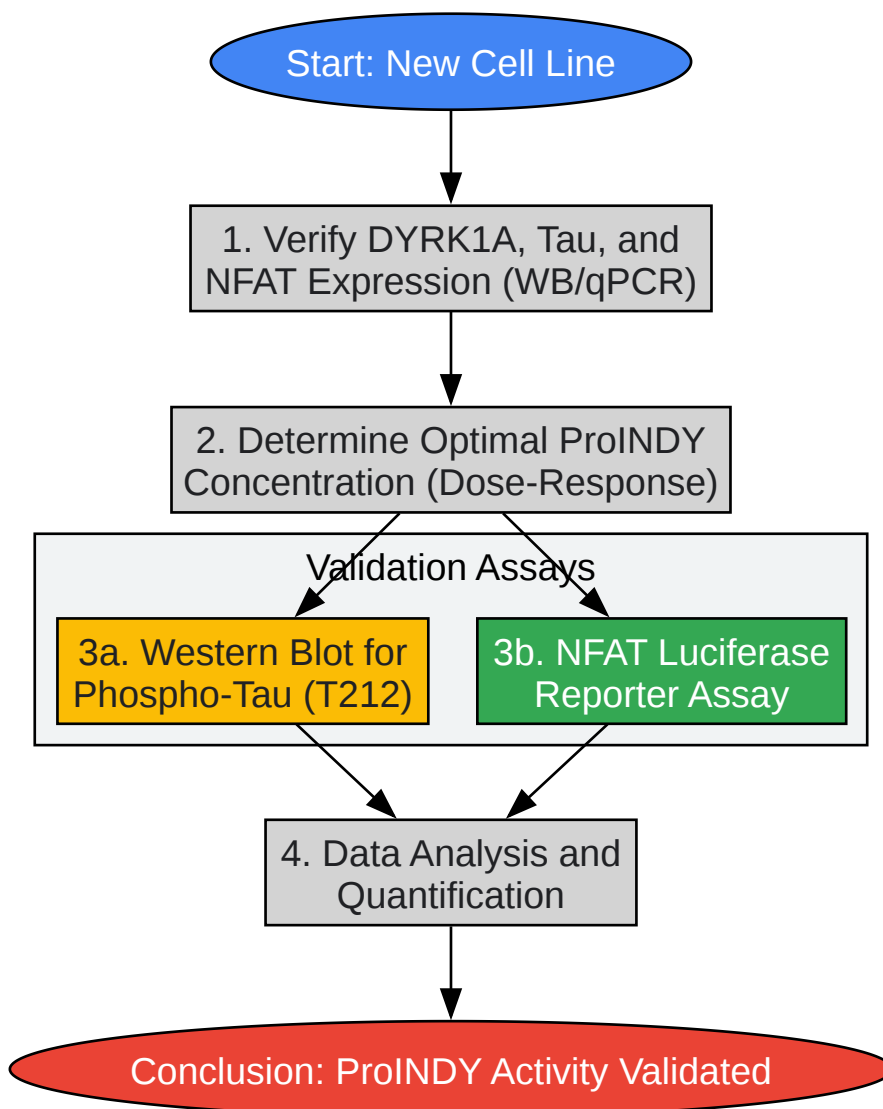 Start: New Cell Line
1. Verify DYRK1A, Tau, and
NFAT Expression (WB/qPCR)
2. Determine Optimal ProINDY
Concentration (Dose-Response)
Validation Assays
3a. Western Blot for
Phospho-Tau (T212)
3b. NFAT Luciferase
Reporter Assay
4. Data Analysis and
Quantification
Conclusion: ProINDY Activity Validated